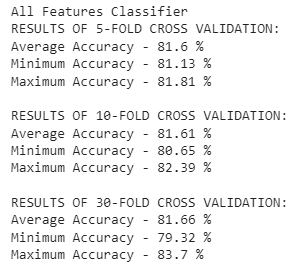 All Features Classifier
RESULTS OF 5-FOLD CROSS VALIDATION:
Average Accuracy - 81.6 %
Minimum Accuracy - 81.13 %
Maximum Accuracy - 81.81 %
RESULTS OF 10-FOLD CROSS VALIDATION:
Average Accuracy - 81.61 %
Minimum Accuracy - 80.65 %
Maximum Accuracy - 82.39 %
RESULTS OF 30-FOLD CROSS VALIDATION:
Average Accuracy - 81.66 %
Minimum Accuracy - 79.32 %
Maximum Accuracy - 83.7 %